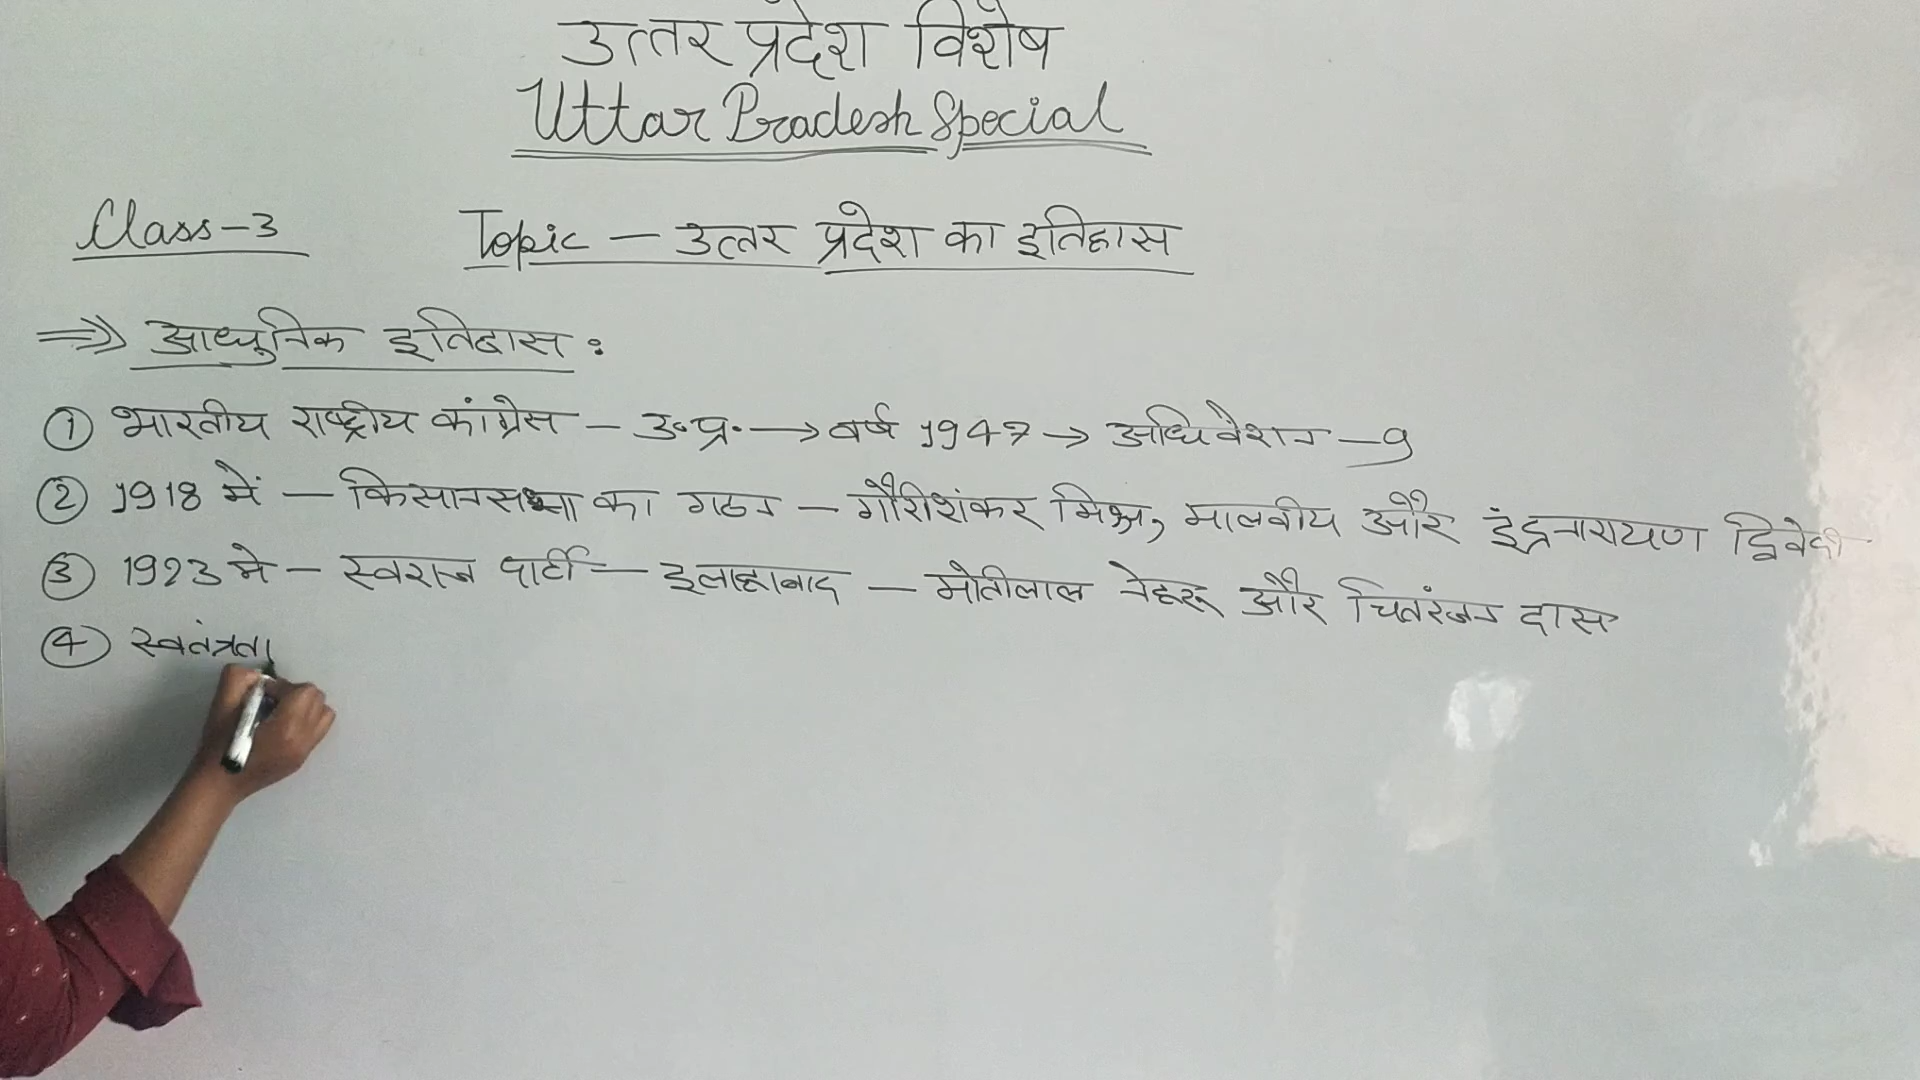 उत्तर प्रदेश विशेष
Uttar Pradesh Special
Class-3 Topic - उत्तर प्रदेश का इतिहास
⇒ आधुनिक इतिहास :
① भारतीय राष्ट्रीय कांग्रेस - उ॰प्र॰ → वर्ष 1947 → अधिवेशन - 9
② 1918 में - किसानसभा का गठन - गौरीशंकर मिश्र, मालवीय और इंद्रनारायण द्विवेदी
③ 1923 मे - स्वराज पार्टी - इलाहाबाद - मोतीलाल नेहरू और चितरंजन दास
④ स्वतंत्रता